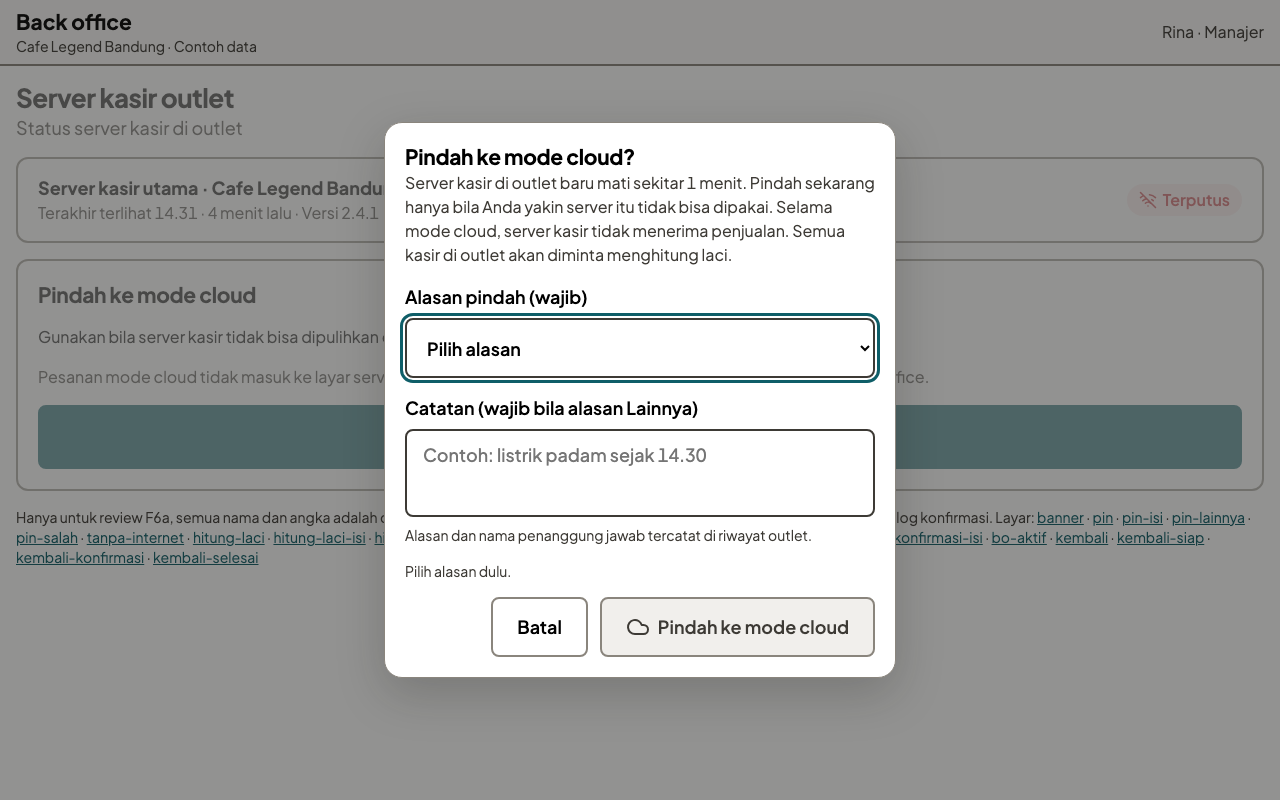 Back office
Cafe Legend Bandung · Contoh data
Rina · Manajer
Server kasir outlet
Status server kasir di outlet
Server kasir utama · Cafe Legend
Terakhir terlihat 14.31 · 4 menit lalu · Versi 2.4.1
Terputus
Pindah ke mode cloud
Gunakan bila server kasir tidak bisa dipulihkan
Pesanan mode cloud tidak masuk ke layar
Pindah ke mode cloud?
Server kasir di outlet baru mati sekitar 1 menit. Pindah sekarang
hanya bila Anda yakin server itu tidak bisa dipakai. Selama
mode cloud, server kasir tidak menerima penjualan. Semua
kasir di outlet akan diminta menghitung laci.
Alasan pindah (wajib)
Pilih alasan
Catatan (wajib bila alasan Lainnya)
Contoh: listrik padam sejak 14.30
Alasan dan nama penanggung jawab tercatat di riwayat outlet.
Pilih alasan dulu.
Batal
Pindah ke mode cloud
Hanya untuk review F6a, semua nama dan angka adalah log konfirmasi. Layar: banner · pin · pin-isi · pin-lainnya ·
pin-salah · tanpa-internet · hitung-laci · hitung-laci-isi · konfirmasi-isi · bo-aktif · kembali · kembali-siap ·
kembali-konfirmasi · kembali-selesai